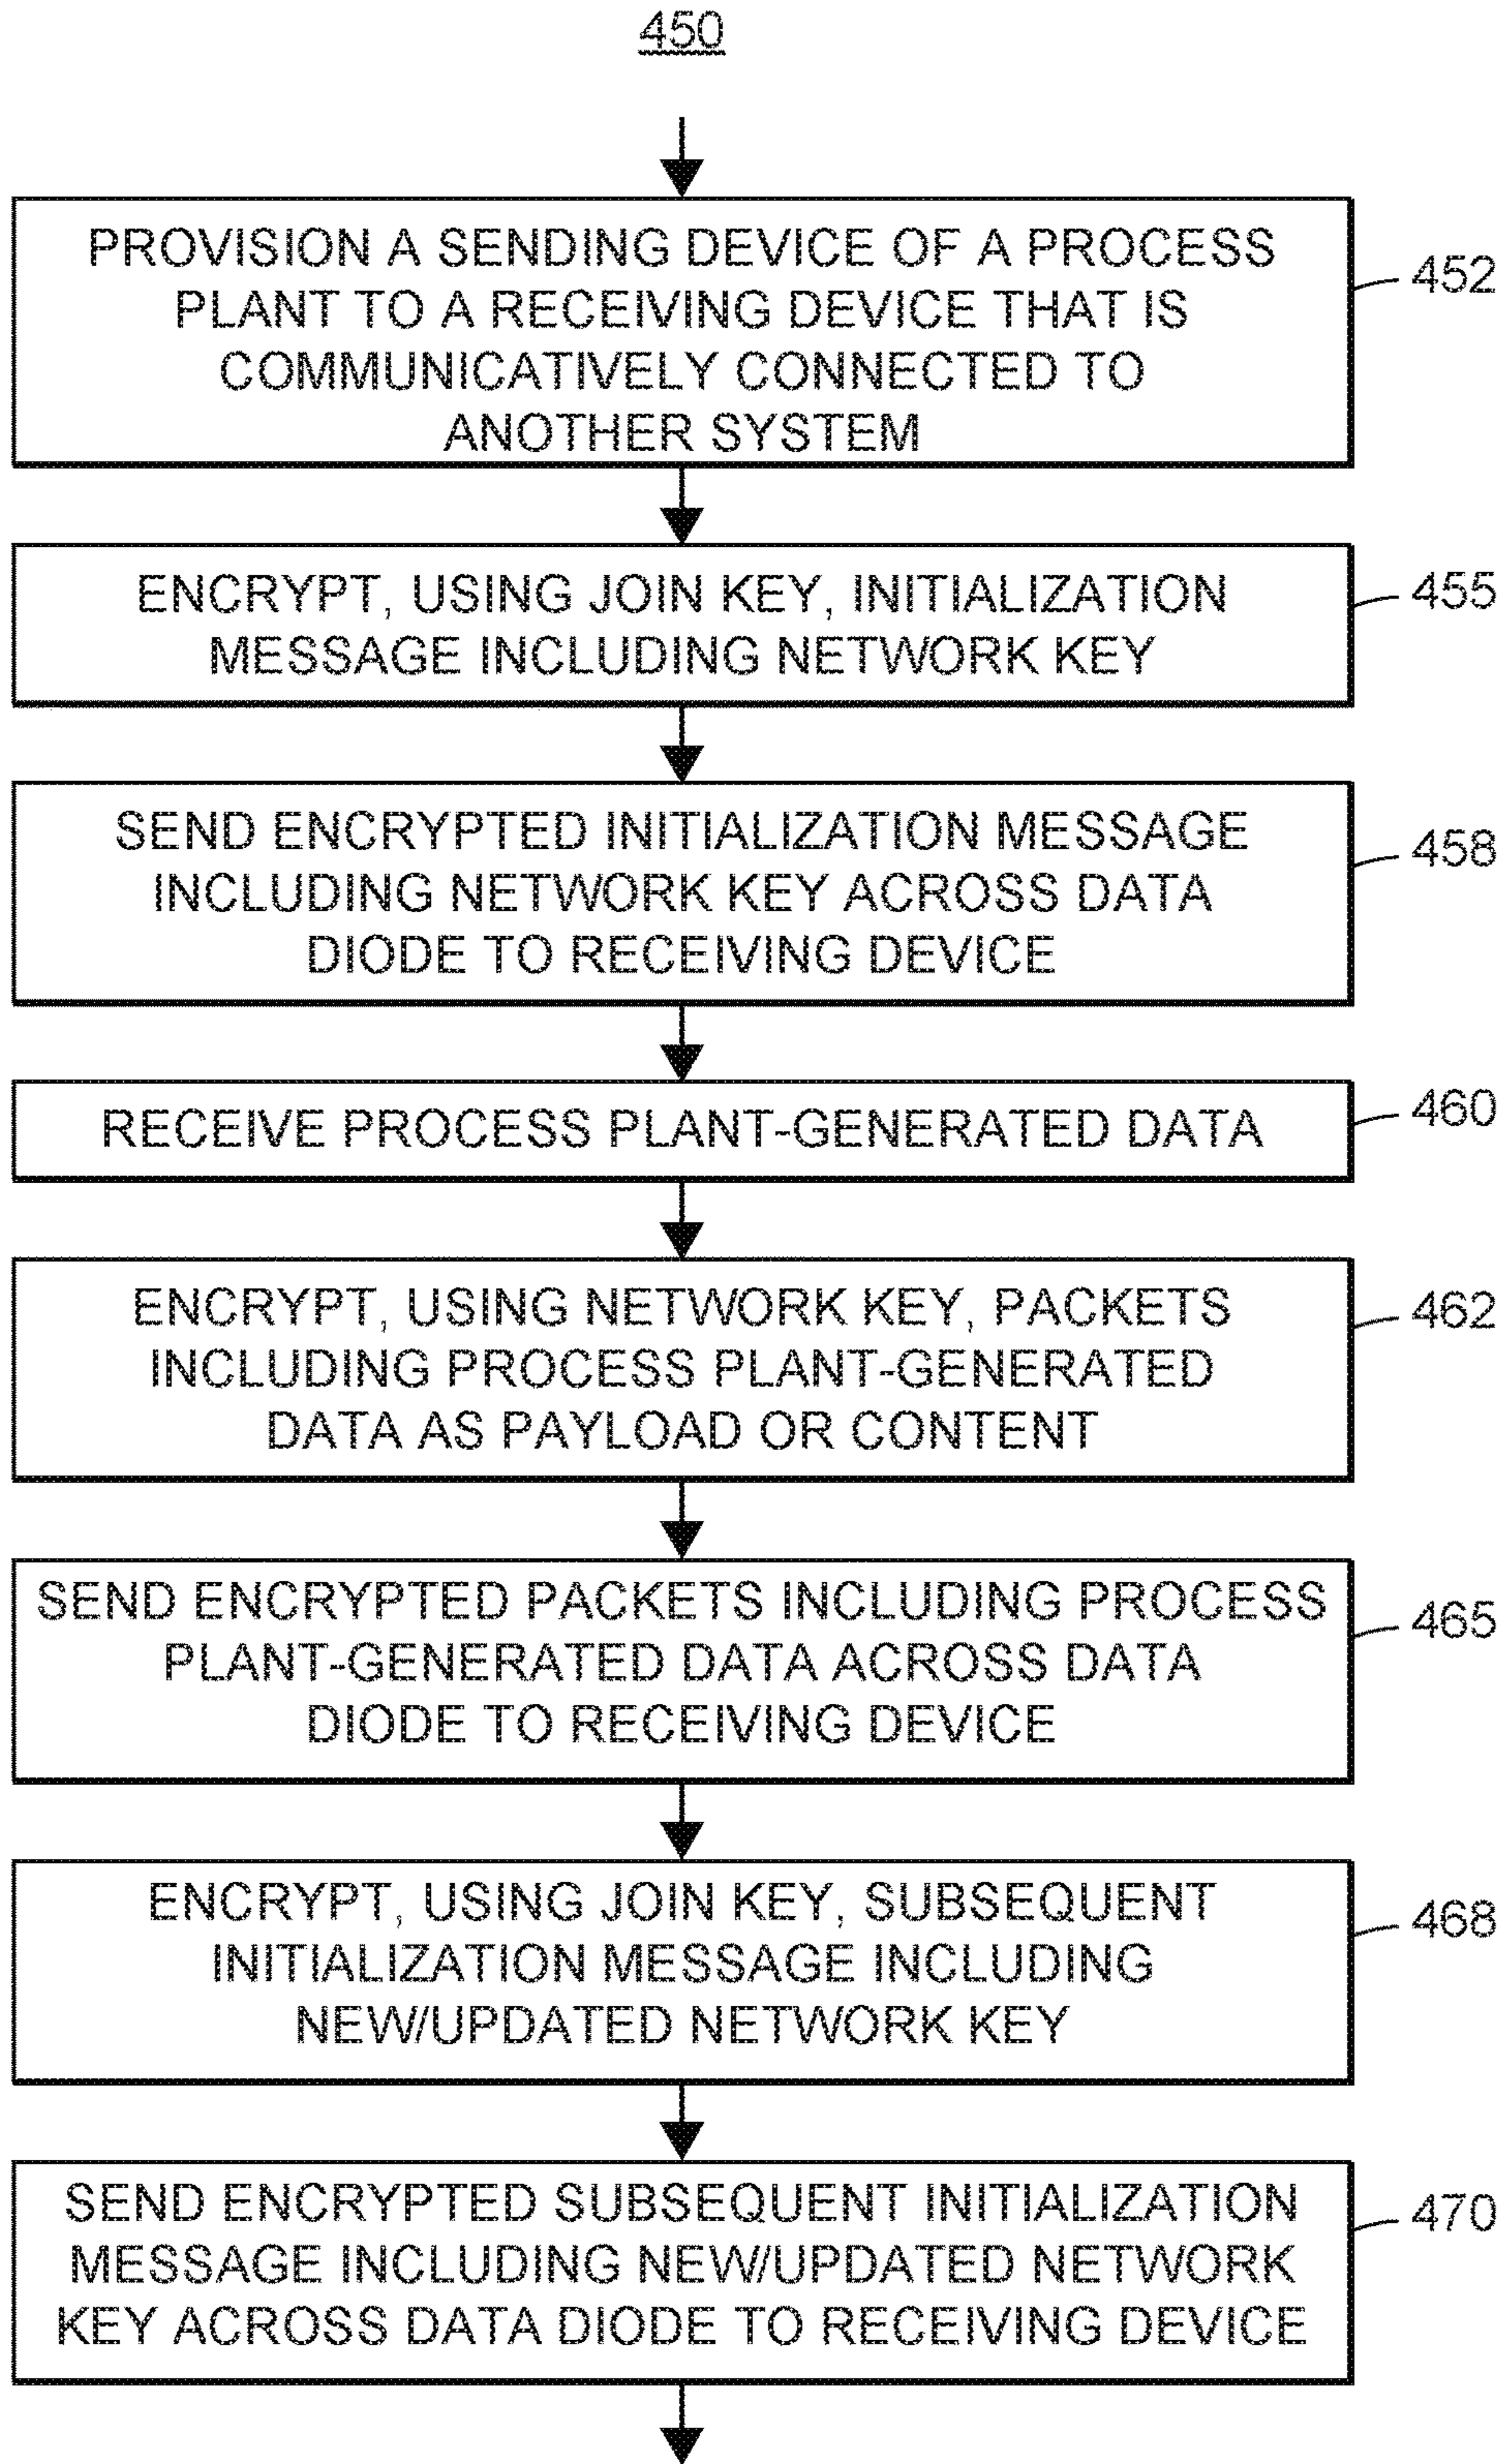 450
PROVISION A SENDING DEVICE OF A PROCESS
PLANT TO A RECEIVING DEVICE THAT IS
COMMUNICATIVELY CONNECTED TO
ANOTHER SYSTEM
452
ENCRYPT, USING JOIN KEY, INITIALIZATION
MESSAGE INCLUDING NETWORK KEY
455
SEND ENCRYPTED INITIALIZATION MESSAGE
INCLUDING NETWORK KEY ACROSS DATA
DIODE TO RECEIVING DEVICE
458
RECEIVE PROCESS PLANT-GENERATED DATA
460
ENCRYPT, USING NETWORK KEY, PACKETS
INCLUDING PROCESS PLANT-GENERATED
DATA AS PAYLOAD OR CONTENT
462
SEND ENCRYPTED PACKETS INCLUDING PROCESS
PLANT-GENERATED DATA ACROSS DATA
DIODE TO RECEIVING DEVICE
465
ENCRYPT, USING JOIN KEY, SUBSEQUENT
INITIALIZATION MESSAGE INCLUDING
NEW/UPDATED NETWORK KEY
468
SEND ENCRYPTED SUBSEQUENT INITIALIZATION
MESSAGE INCLUDING NEW/UPDATED NETWORK
KEY ACROSS DATA DIODE TO RECEIVING DEVICE
470